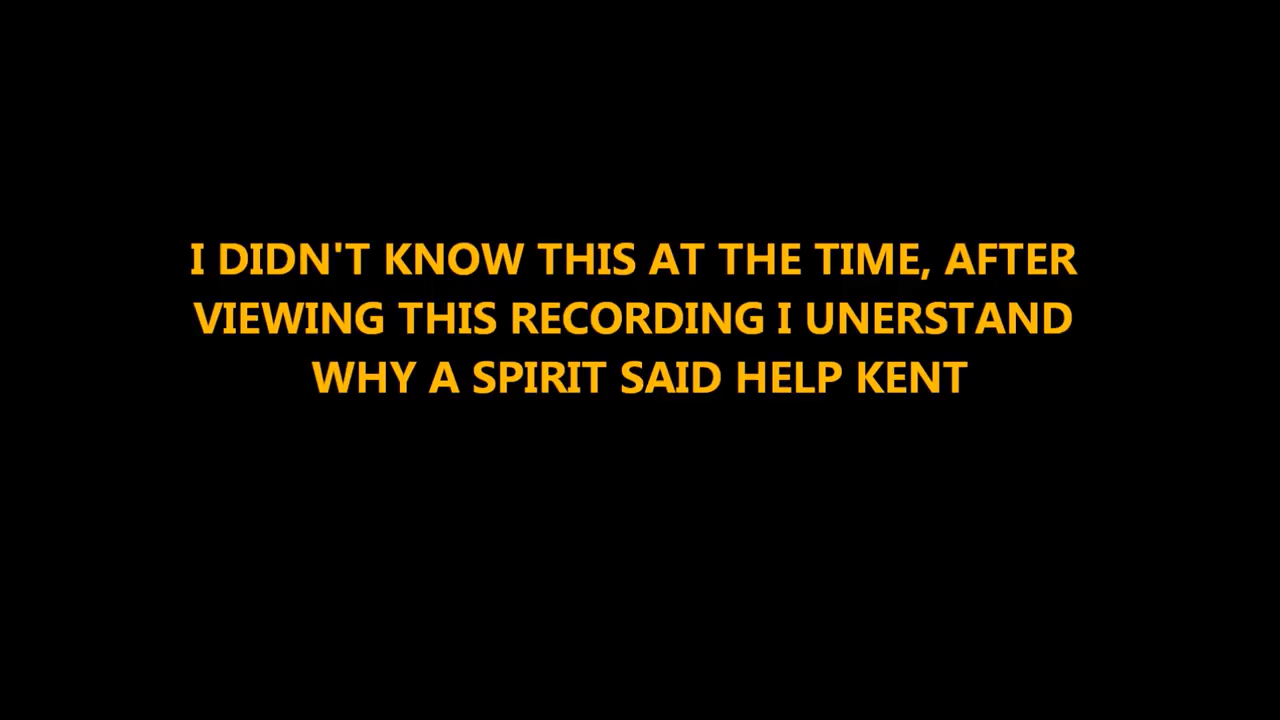 I DIDN'T KNOW THIS AT THE TIME, AFTER
VIEWING THIS RECORDING I UNERSTAND
WHY A SPIRIT SAID HELP KENT